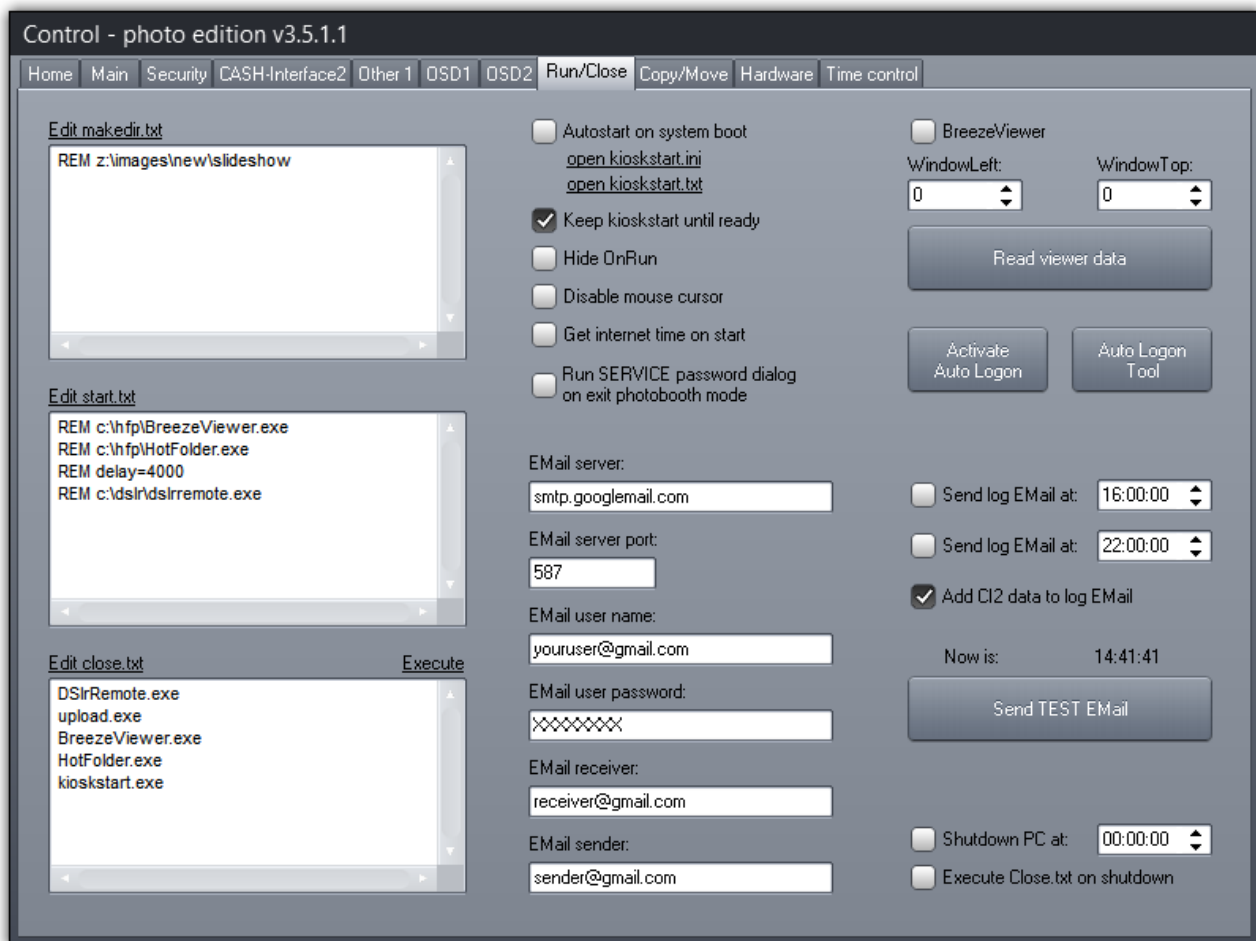 Control - photo edition v3.5.1.1
Home Main Security CASH-Interface2 Other 1 OSD1 OSD2 Run/Close Copy/Move Hardware Time control
Edit makedir.txt
REM z:\images\new\slideshow
Edit start.txt
REM c:\hfp\BreezeViewer.exe
REM c:\hfp\HotFolder.exe
REM delay=4000
REM c:\dslr\dslrremote.exe
Edit close.txt Execute
DSlrRemote.exe
upload.exe
BreezeViewer.exe
HotFolder.exe
kioskstart.exe
Autostart on system boot
open kioskstart.ini
open kioskstart.txt
Keep kioskstart until ready
Hide OnRun
Disable mouse cursor
Get internet time on start
Run SERVICE password dialog
on exit photobooth mode
EMail server:
smtp.googlemail.com
EMail server port:
587
EMail user name:
youruser@gmail.com
EMail user password:
XXXXXXXX
EMail receiver:
receiver@gmail.com
EMail sender:
sender@gmail.com
BreezeViewer
WindowLeft: WindowTop:
0 0
Read viewer data
Activate
Auto Logon
Auto Logon
Tool
Send log EMail at: 16:00:00
Send log EMail at: 22:00:00
Add CI2 data to log EMail
Now is: 14:41:41
Send TEST EMail
Shutdown PC at: 00:00:00
Execute Close.txt on shutdown